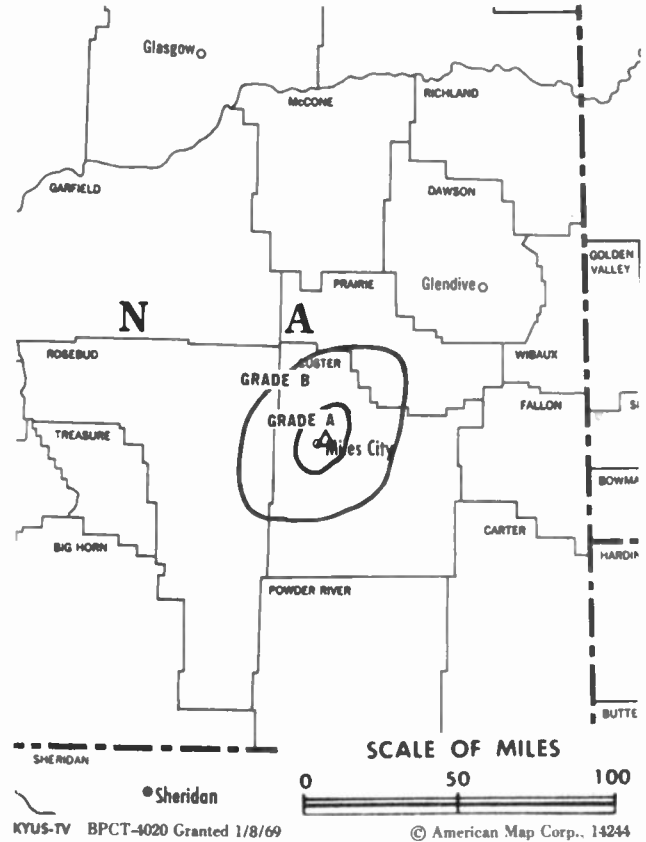 Glasgow
McCONE
RICHLAND
GARFIELD
DAWSON
GOLDEN
VALLEY
PRAIRIE
Glendive
N A
ROSEBUD
CUSTER
WIBAUX
GRADE B
FALLON
GRADE A
TREASURE
Miles City
BOWMA
BIG HORN
CARTER
HARDIN
POWDER RIVER
BUTTE
SCALE OF MILES
SHERIDAN
0 50 100
Sheridan
KYUS-TV BPCT-4020 Granted 1/8/69
© American Map Corp., 14244